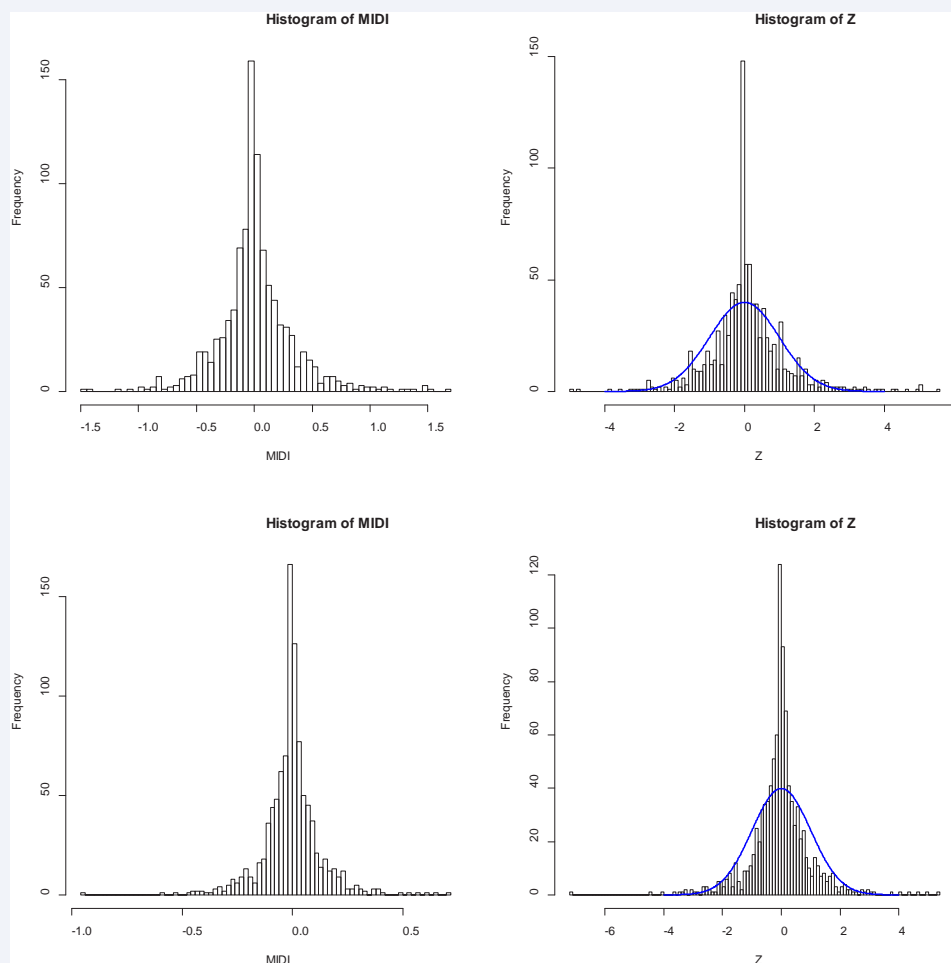 Histogram of MIDI
Frequency
0 50 100 150
-1.5 -1.0 -0.5 0.0 0.5 1.0 1.5
MIDI
Histogram of Z
Frequency
0 50 100 150
-4 -2 0 2 4
Z
Histogram of MIDI
Frequency
0 50 100 150
-1.0 -0.5 0.0 0.5
MIDI
Histogram of Z
Frequency
0 20 40 60 80 100 120
-6 -4 -2 0 2 4
Z